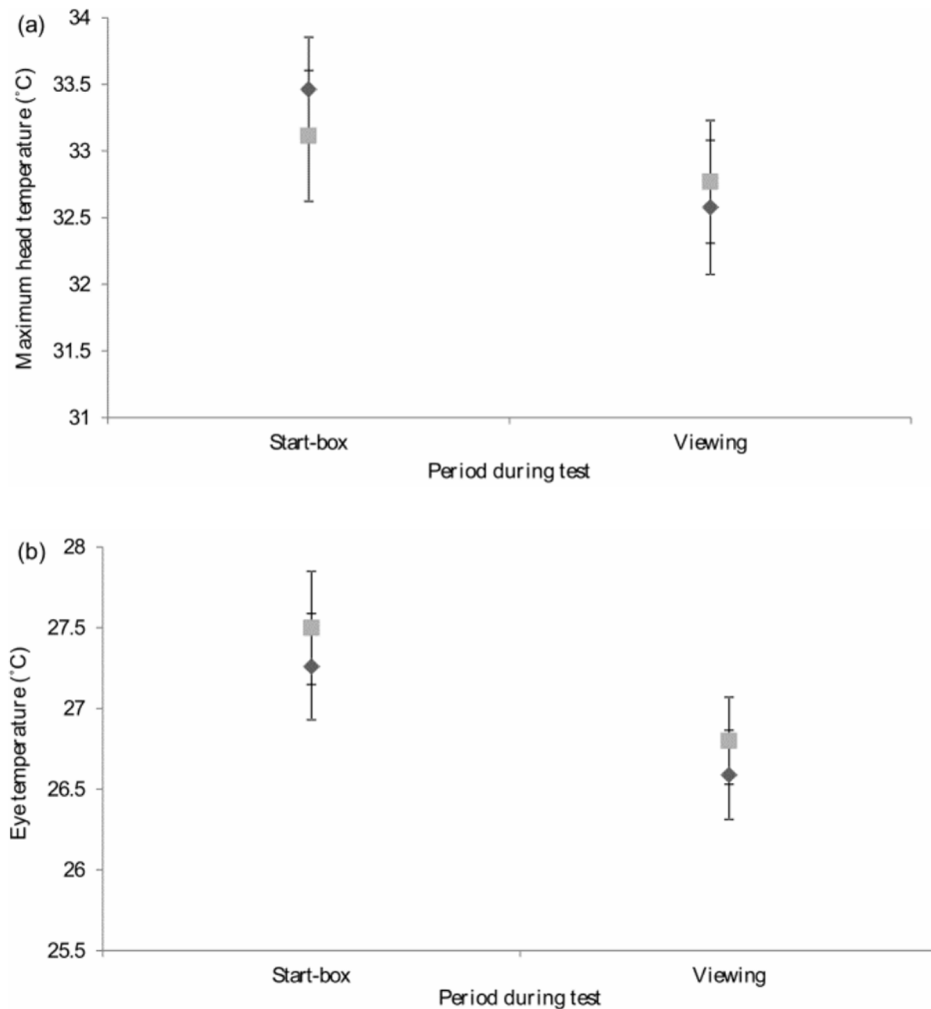 (a)
Maximum head temperature (˚C)
34
33.5
33
32.5
32
31.5
31
Start-box
Viewing
Period during test
(b)
Eye temperature (˚C)
28
27.5
27
26.5
26
25.5
Start-box
Viewing
Period during test